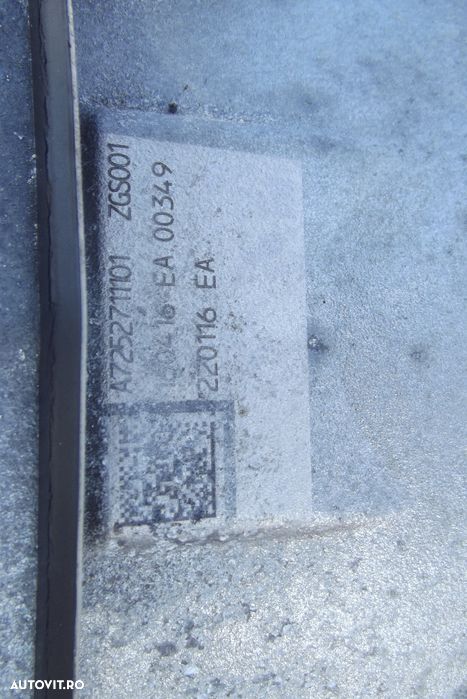 A7252711101 ZGS001
0416 EA 00349
220116 EA
AUTOVIT.RO